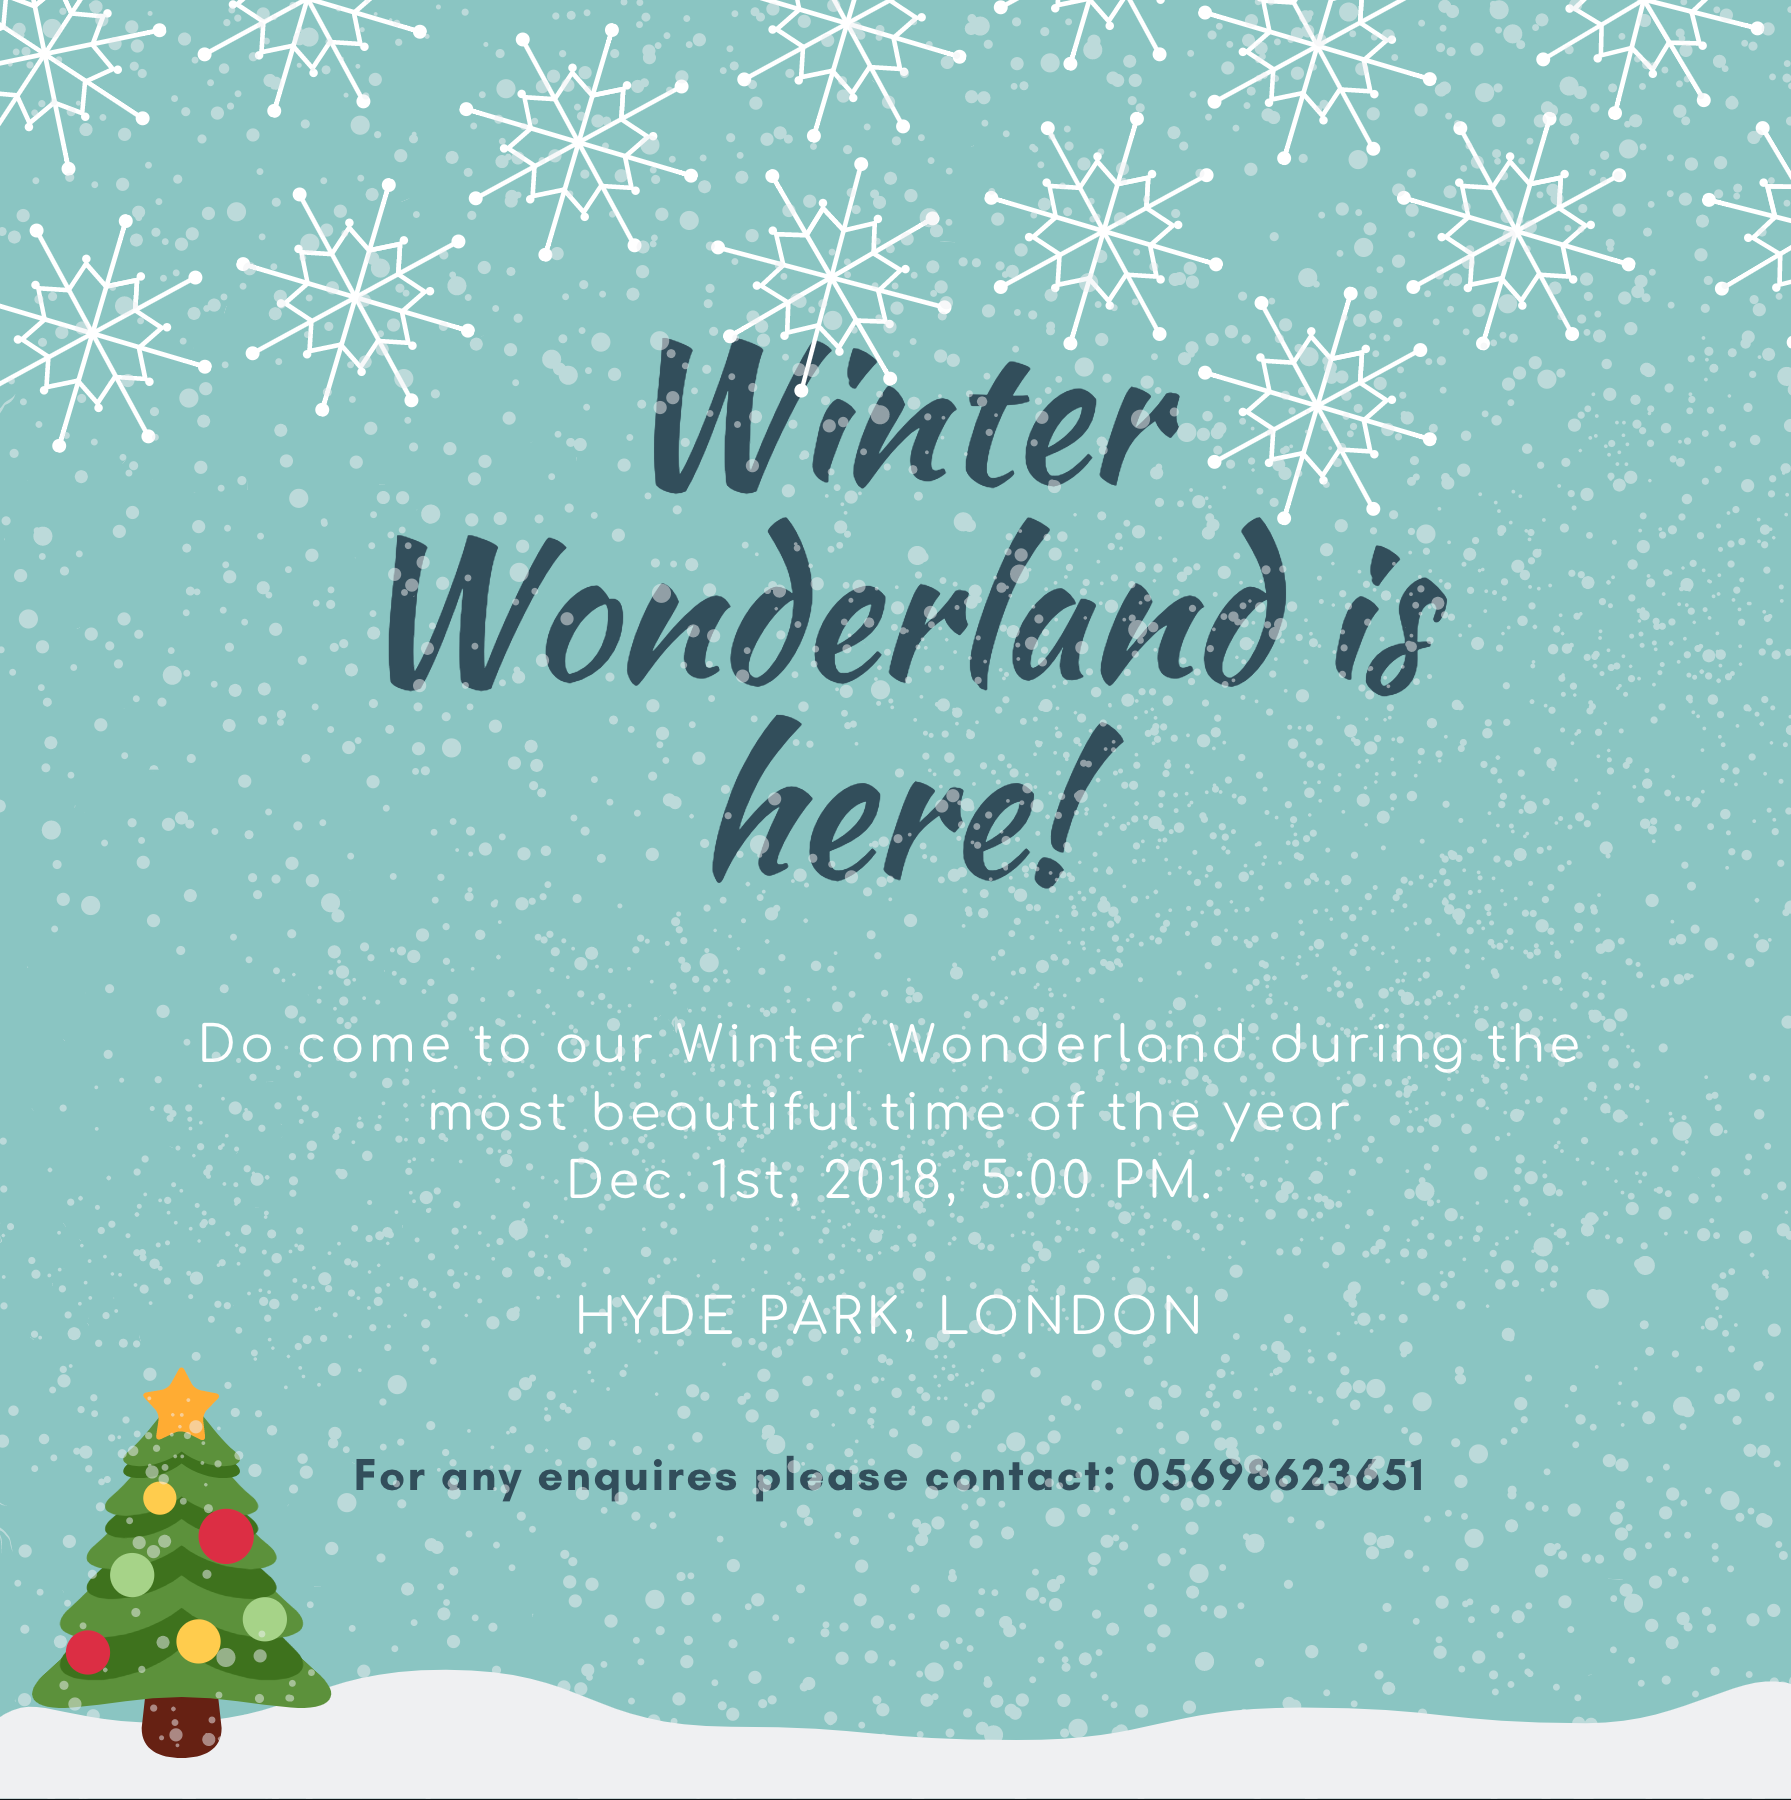 Winter
Wonderland is
here!
Do come to our Winter Wonderland during the
most beautiful time of the year
Dec. 1st, 2018, 5:00 PM.
HYDE PARK, LONDON
For any enquires please contact: 05698623651